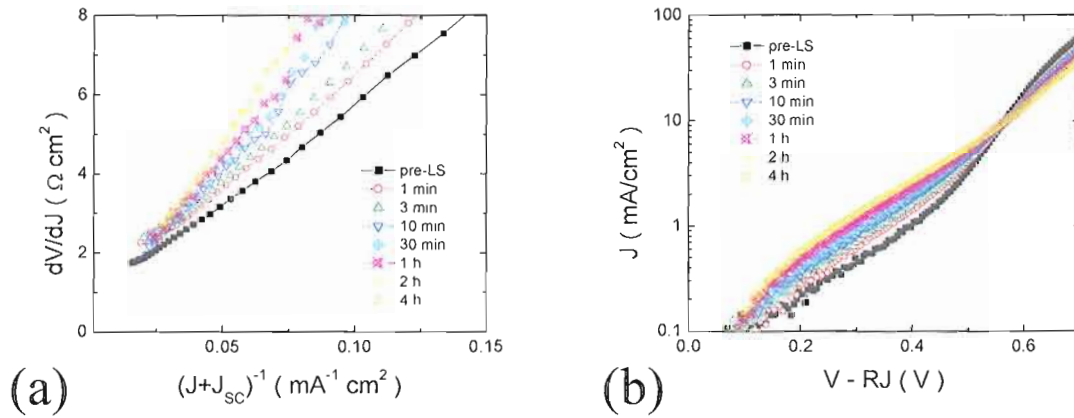 8
6
4
2
0
dV/dJ ( Ω cm²)
0.05
0.10
0.15
(J+J_SC)⁻¹ ( mA⁻¹ cm²)
pre-LS
1 min
3 min
10 min
30 min
1 h
2 h
4 h
(a)
100
10
1
0.1
J ( mA/cm²)
0.0
0.2
0.4
0.6
V - RJ ( V )
pre-LS
1 min
3 min
10 min
30 min
1 h
2 h
4 h
(b)